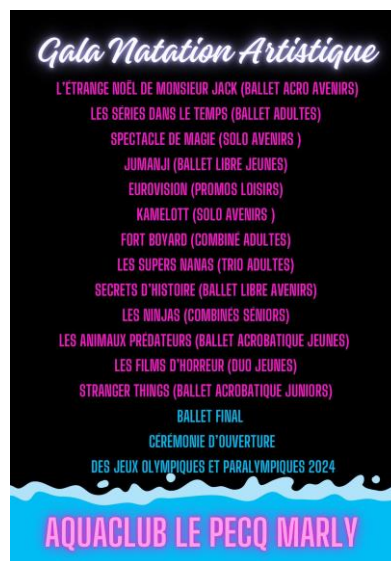 Gala Natation Artistique
L'ÉTRANGE NOËL DE MONSIEUR JACK (BALLET ACRO AVENIRS)
LES SÉRIES DANS LE TEMPS (BALLET ADULTES)
SPECTACLE DE MAGIE (SOLO AVENIRS )
JUMANJI (BALLET LIBRE JEUNES)
EUROVISION (PROMOS LOISIRS)
KAMELOTT (SOLO AVENIRS )
FORT BOYARD (COMBINÉ ADULTES)
LES SUPERS NANAS (TRIO ADULTES)
SECRETS D'HISTOIRE (BALLET LIBRE AVENIRS)
LES NINJAS (COMBINÉS SÉNIORS)
LES ANIMAUX PRÉDATEURS (BALLET ACROBATIQUE JEUNES)
LES FILMS D'HORREUR (DUO JEUNES)
STRANGER THINGS (BALLET ACROBATIQUE JUNIORS)
BALLET FINAL
CÉRÉMONIE D'OUVERTURE
DES JEUX OLYMPIQUES ET PARALYMPIQUES 2024
AQUACLUB LE PECQ MARLY